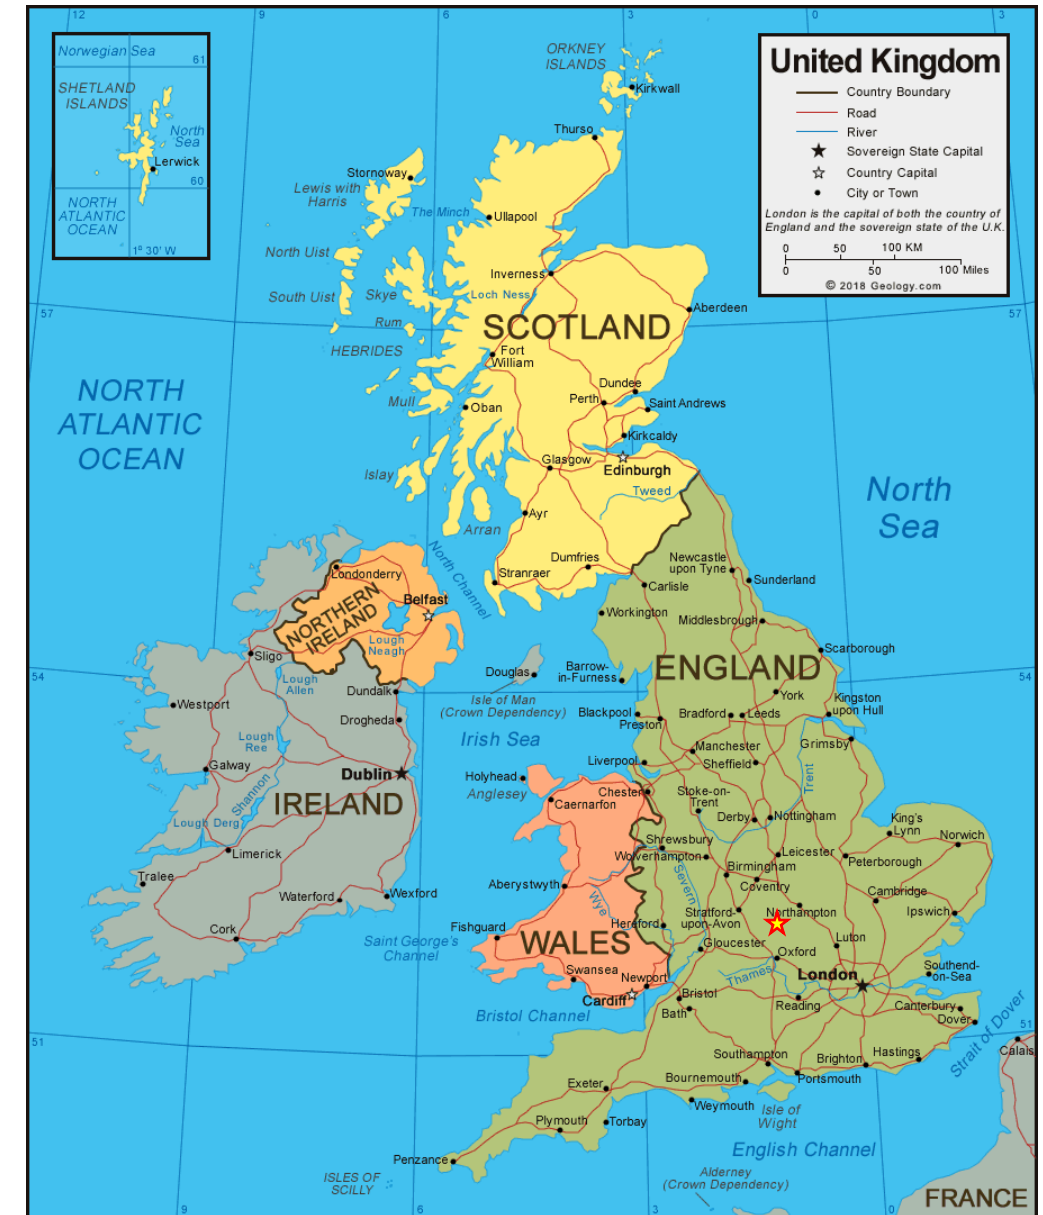 12
9
6
3
0
3
Norwegian Sea
61
SHETLAND
ISLANDS
North
Sea
Lerwick
60
NORTH
ATLANTIC
OCEAN
1° 30' W
ORKNEY
ISLANDS
Kirkwall
Thurso
United Kingdom
Country Boundary
Road
River
Sovereign State Capital
Country Capital
City or Town
London is the capital of both the country of
England and the sovereign state of the U.K.
0 50 100 KM
0 50 100 Miles
© 2018 Geology.com
Stornoway
Lewis with
Harris
The Minch
Ullapool
North Uist
Inverness
South Uist
Skye
Loch Ness
Aberdeen
57
57
Rum
SCOTLAND
HEBRIDES
Fort
William
NORTH
ATLANTIC
OCEAN
Dundee
Perth
Saint Andrews
Mull
Oban
Kirkcaldy
Glasgow
Edinburgh
Islay
Tweed
North
Sea
Ayr
Arran
North Channel
Dumfries
Stranraer
Newcastle
upon Tyne
Sunderland
Carlisle
Londonderry
Belfast
NORTHERN
IRELAND
Lough
Neagh
Workington
Middlesbrough
Scarborough
Sligo
ENGLAND
54
54
Lough
Allen
Douglas
Barrow-
in-Furness
Dundalk
Isle of Man
(Crown Dependency)
York
Kingston
upon Hull
Westport
Drogheda
Blackpool
Preston
Bradford
Leeds
Lough
Ree
Irish Sea
Manchester
Grimsby
Galway
Dublin
Liverpool
Sheffield
Holyhead
Anglesey
Trent
Shannon
IRELAND
Caernarfon
Chester
Stoke-on-
Trent
Lough Derg
Derby
Nottingham
King's
Lynn
Norwich
Shrewsbury
Limerick
Wolverhampton
Leicester
Peterborough
Birmingham
Tralee
Aberystwyth
Severn
Coventry
Cambridge
Waterford
Wexford
Wye
Stratford-
upon-Avon
Northampton
Ipswich
Cork
Fishguard
Hereford
WALES
Saint George's
Channel
Gloucester
Luton
Oxford
Swansea
Newport
Thames
London
Southend-
on-Sea
Cardiff
Bristol
Bath
Reading
Canterbury
Dover
Bristol Channel
Strait of Dover
51
51
Calais
Southampton
Brighton
Hastings
Exeter
Bournemouth
Portsmouth
Weymouth
Isle of
Wight
Plymouth
Torbay
English Channel
Penzance
ISLES OF
SCILLY
Alderney
(Crown Dependency)
FRANCE
9
6
3
0